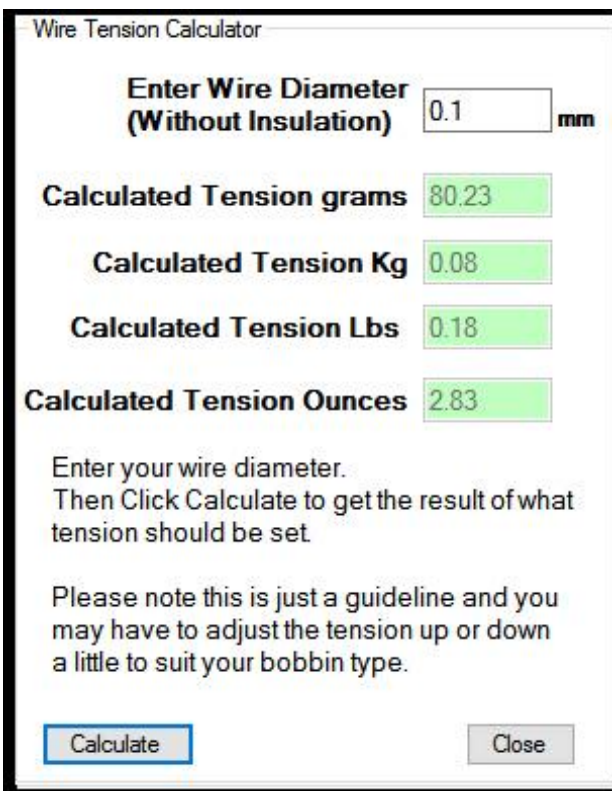 Wire Tension Calculator
Enter Wire Diameter
(Without Insulation)
0.1
mm
Calculated Tension grams 80.23
Calculated Tension Kg 0.08
Calculated Tension Lbs 0.18
Calculated Tension Ounces 2.83
Enter your wire diameter.
Then Click Calculate to get the result of what
tension should be set.
Please note this is just a guideline and you
may have to adjust the tension up or down
a little to suit your bobbin type.
Calculate Close